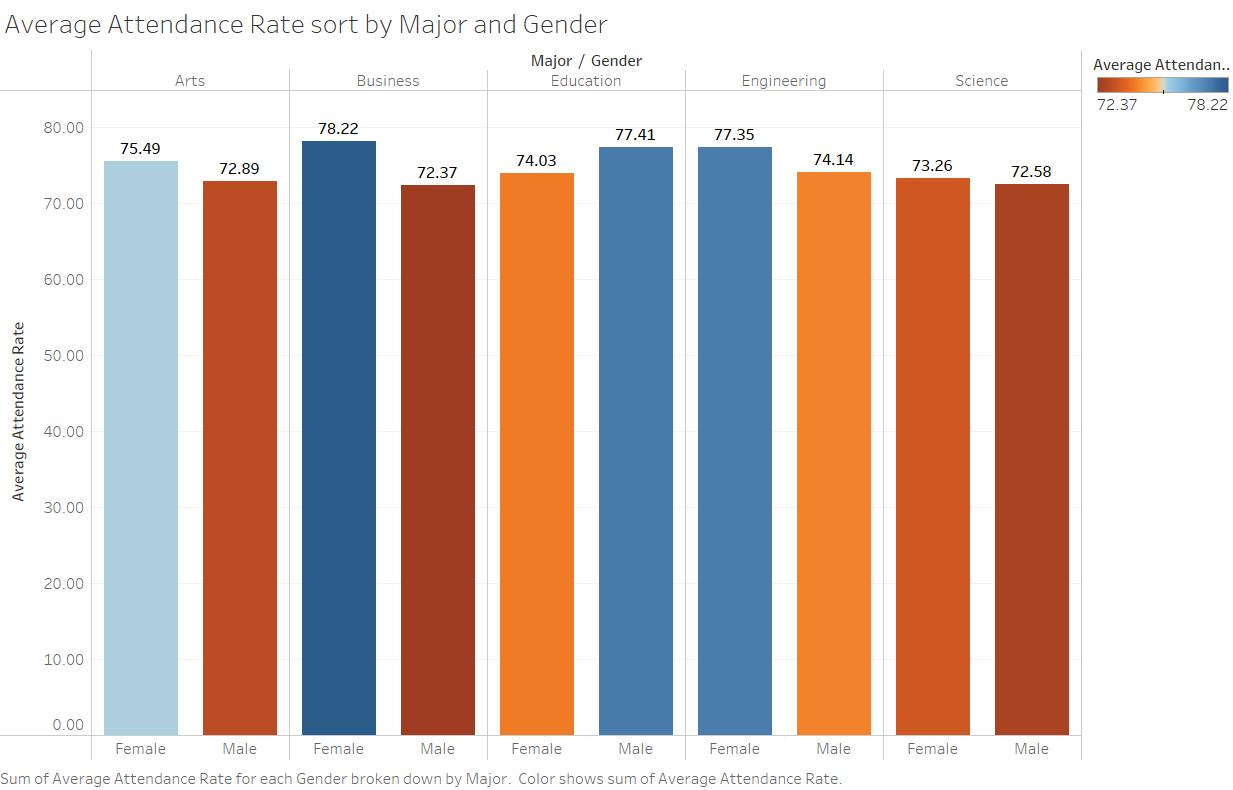 Average Attendance Rate sort by Major and Gender
Major / Gender
Arts Business Education Engineering Science
Average Attendan..
72.37 78.22
80.00
70.00
60.00
50.00
40.00
30.00
20.00
10.00
0.00
Average Attendance Rate
75.49 72.89 78.22 72.37 74.03 77.41 77.35 74.14 73.26 72.58
Female Male Female Male Female Male Female Male Female Male
Sum of Average Attendance Rate for each Gender broken down by Major. Color shows sum of Average Attendance Rate.